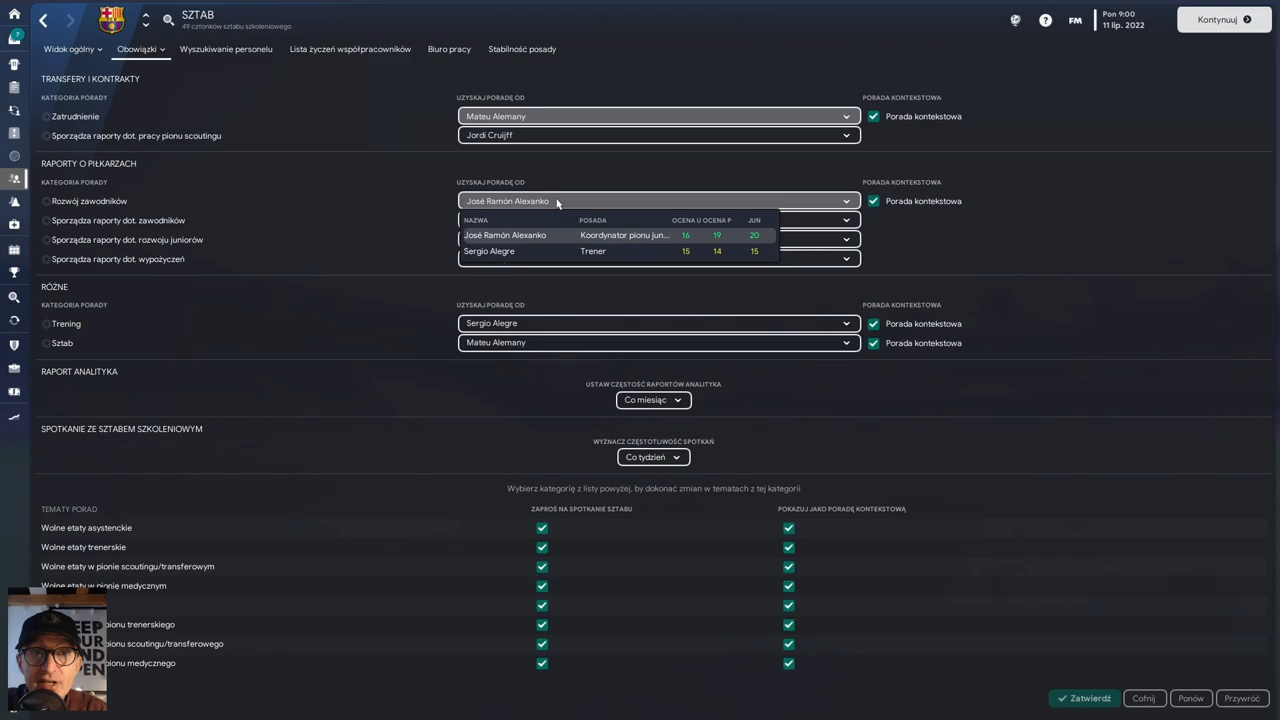 SZTAB
49 członków sztabu szkoleniowego
FM
Pon 9:00
11 lip. 2022
Kontynuuj
7
Widok ogólny
Obowiązki
Wyszukiwanie personelu
Lista życzeń współpracowników
Biuro pracy
Stabilność posady
TRANSFERY I KONTRAKTY
KATEGORIA PORADY
UZYSKAJ PORADĘ OD
PORADA KONTEKSTOWA
Zatrudnienie
Mateu Alemany
Porada kontekstowa
Sporządza raporty dot. pracy pionu scoutingu
Jordi Cruijff
RAPORTY O PIŁKARZACH
KATEGORIA PORADY
UZYSKAJ PORADĘ OD
PORADA KONTEKSTOWA
Rozwój zawodników
José Ramón Alexanko
Porada kontekstowa
Sporządza raporty dot. zawodników
NAZWA POSADA OCENA U OCENA P JUN
Sporządza raporty dot. rozwoju juniorów
José Ramón Alexanko Koordynator pionu jun... 16 19 20
Sporządza raporty dot. wypożyczeń
Sergio Alegre Trener 15 14 15
RÓŻNE
KATEGORIA PORADY
UZYSKAJ PORADĘ OD
PORADA KONTEKSTOWA
Trening
Sergio Alegre
Porada kontekstowa
Sztab
Mateu Alemany
Porada kontekstowa
RAPORT ANALITYKA
USTAW CZĘSTOŚĆ RAPORTÓW ANALITYKA
Co miesiąc
SPOTKANIE ZE SZTABEM SZKOLENIOWYM
WYZNACZ CZĘSTOTLIWOŚĆ SPOTKAŃ
Co tydzień
Wybierz kategorię z listy powyżej, by dokonać zmian w tematach z tej kategorii
TEMATY PORAD
ZAPROŚ NA SPOTKANIE SZTABU
POKAZUJ JAKO PORADĘ KONTEKSTOWĄ
Wolne etaty asystenckie
Wolne etaty trenerskie
Wolne etaty w pionie scoutingu/transferowym
Wolne etaty w pionie medycznym
pionu trenerskiego
pionu scoutingu/transferowego
pionu medycznego
Zatwierdź
Cofnij
Ponów
Przywróć